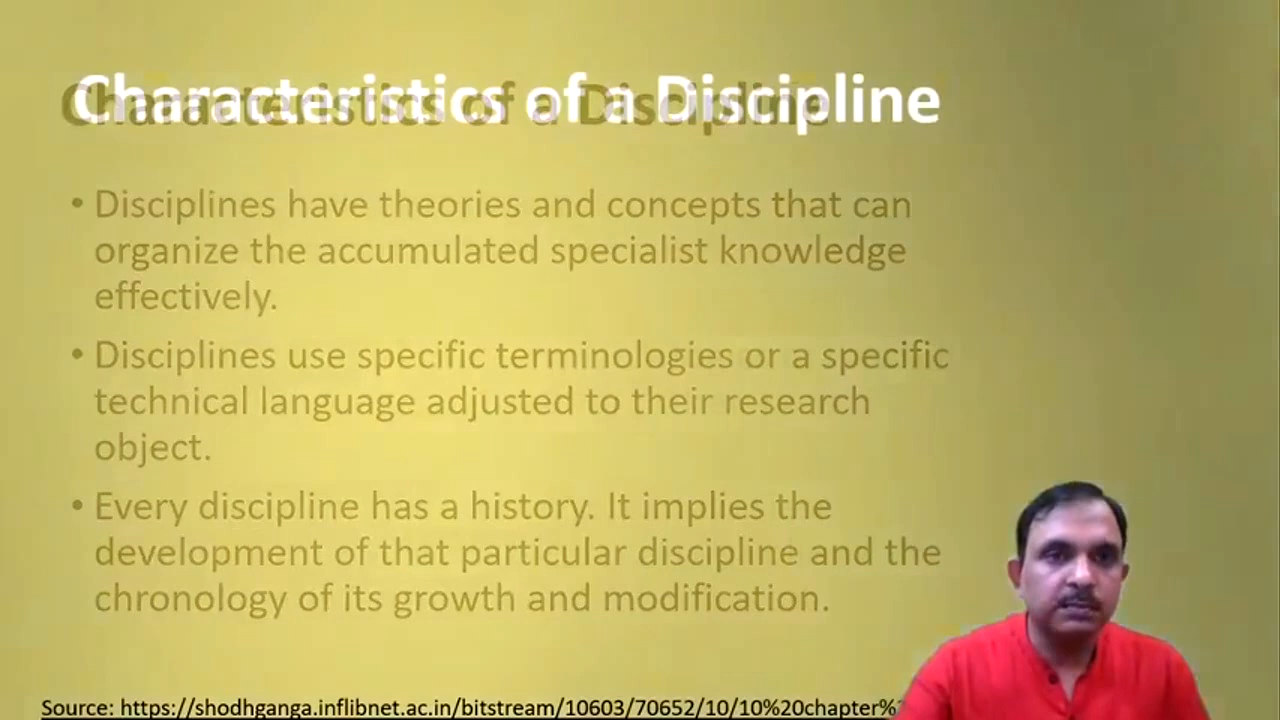 Characteristics of a Discipline
• Disciplines have theories and concepts that can
organize the accumulated specialist knowledge
effectively.
• Disciplines use specific terminologies or a specific
technical language adjusted to their research
object.
• Every discipline has a history. It implies the
development of that particular discipline and the
chronology of its growth and modification.
Source: https://shodhganga.inflibnet.ac.in/bitstream/10603/70652/10/10%20chapter%